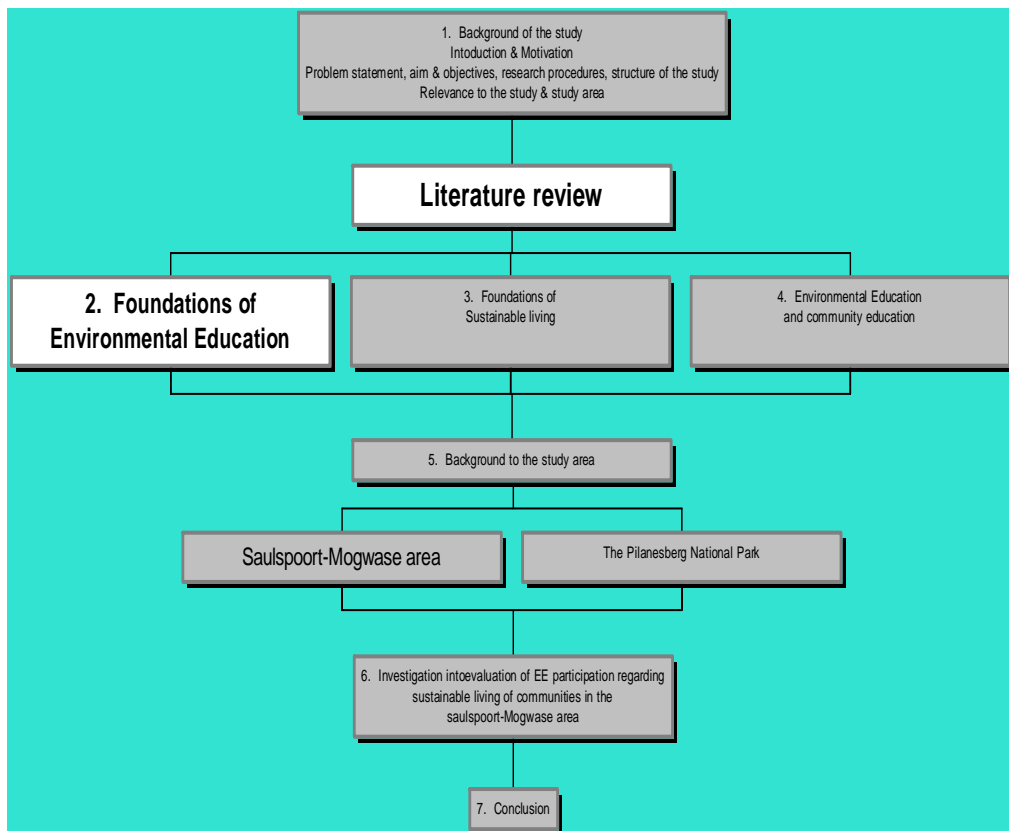 1. Background of the study
Intoduction & Motivation
Problem statement, aim & objectives, research procedures, structure of the study
Relevance to the study & study area
Literature review
2. Foundations of
Environmental Education
3. Foundations of
Sustainable living
4. Environmental Education
and community education
5. Background to the study area
Saulspoort-Mogwase area
The Pilanesberg National Park
6. Investigation intoevaluation of EE participation regarding
sustainable living of communities in the
saulspoort-Mogwase area
7. Conclusion